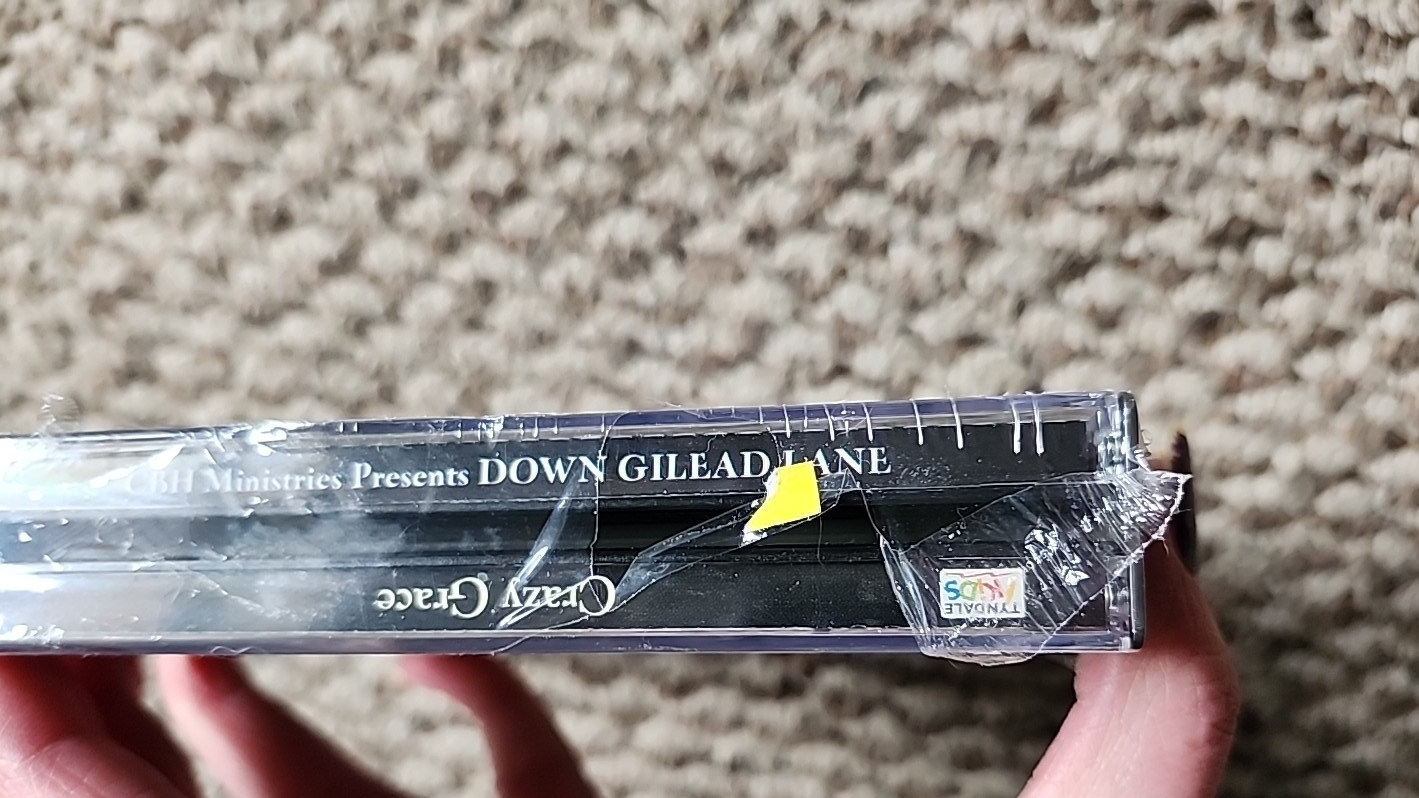 CBH Ministries Presents DOWN GILEAD LANE
Crazy Grace
TYNDALE
KIDS